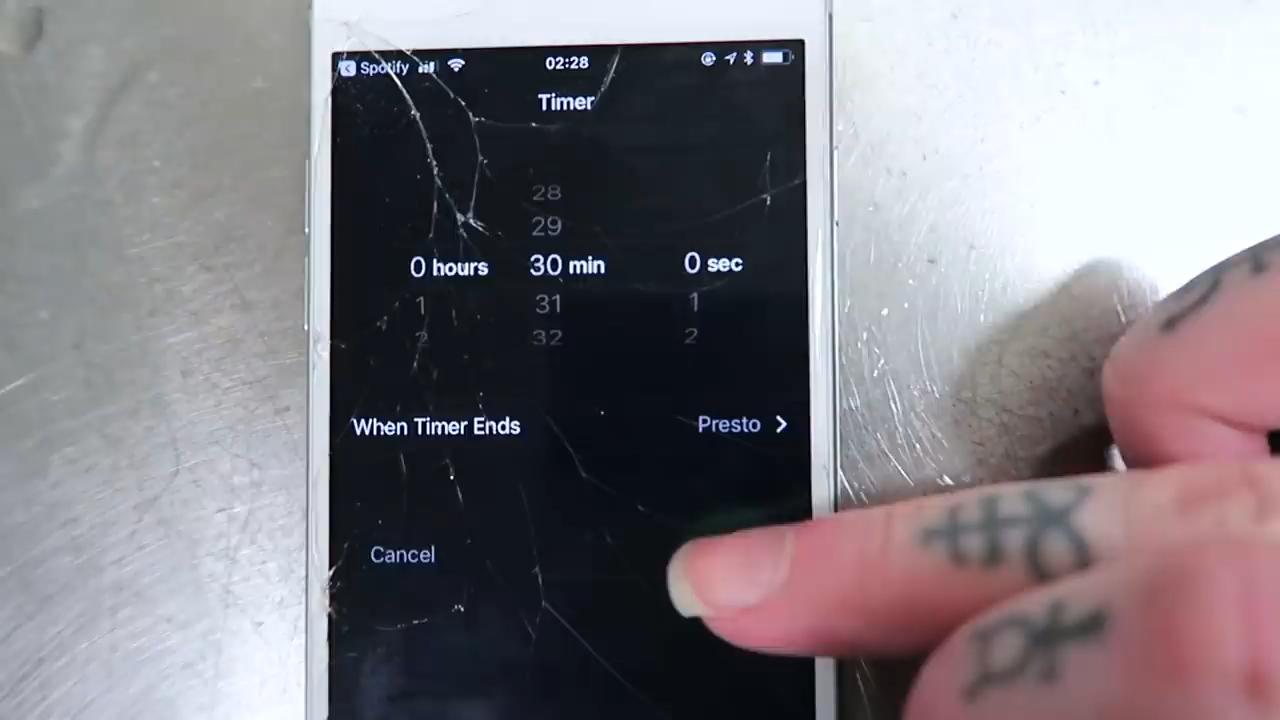 Spotify 02:28
Timer
28
29
0 hours 30 min 0 sec
1 31 1
2 32 2
When Timer Ends Presto
Cancel